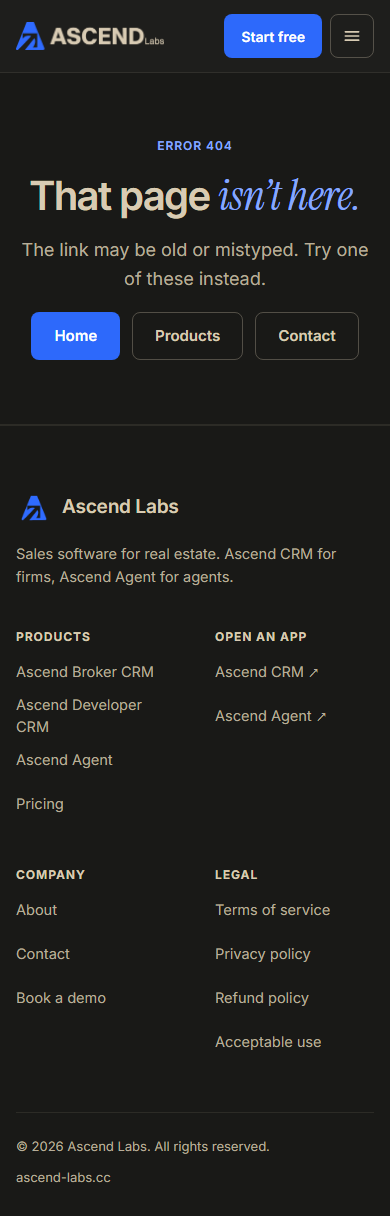 ASCEND Labs
Start free
ERROR 404
That page isn’t here.
The link may be old or mistyped. Try one
of these instead.
Home
Products
Contact
Ascend Labs
Sales software for real estate. Ascend CRM for
firms, Ascend Agent for agents.
PRODUCTS
Ascend Broker CRM
Ascend Developer
CRM
Ascend Agent
Pricing
OPEN AN APP
Ascend CRM ↗
Ascend Agent ↗
COMPANY
About
Contact
Book a demo
LEGAL
Terms of service
Privacy policy
Refund policy
Acceptable use
© 2026 Ascend Labs. All rights reserved.
ascend-labs.cc